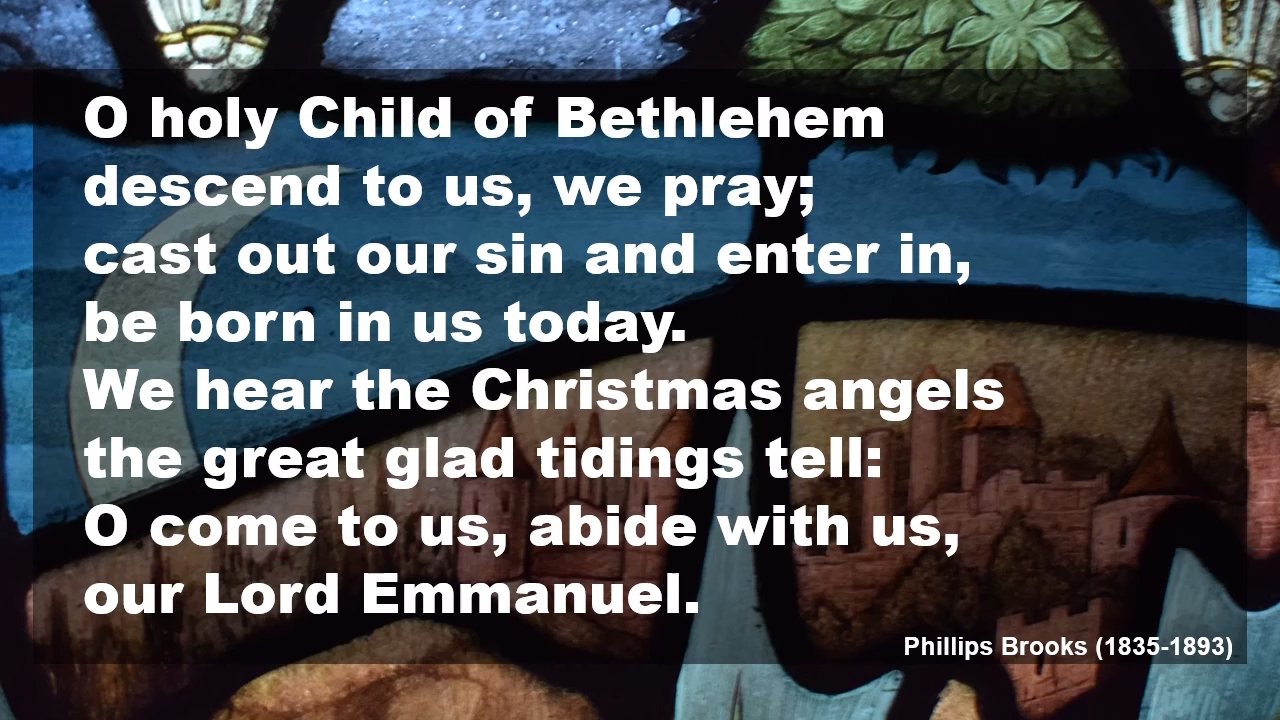 O holy Child of Bethlehem
descend to us, we pray;
cast out our sin and enter in,
be born in us today.
We hear the Christmas angels
the great glad tidings tell:
O come to us, abide with us,
our Lord Emmanuel.
Phillips Brooks (1835-1893)